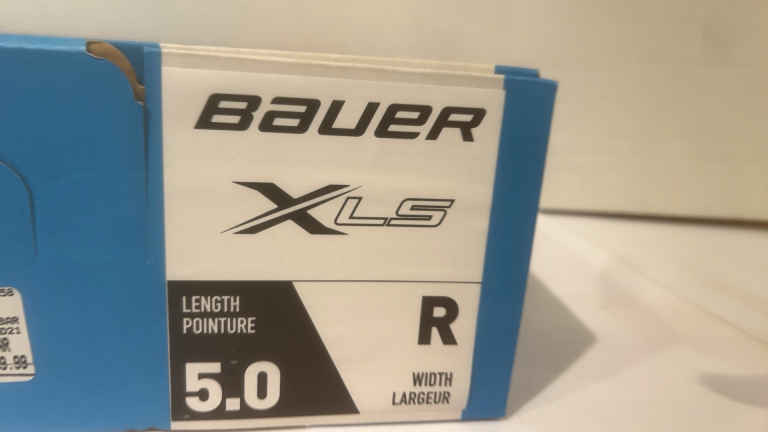 BAUER
XLS
LENGTH
POINTURE
5.0
R
WIDTH
LARGEUR